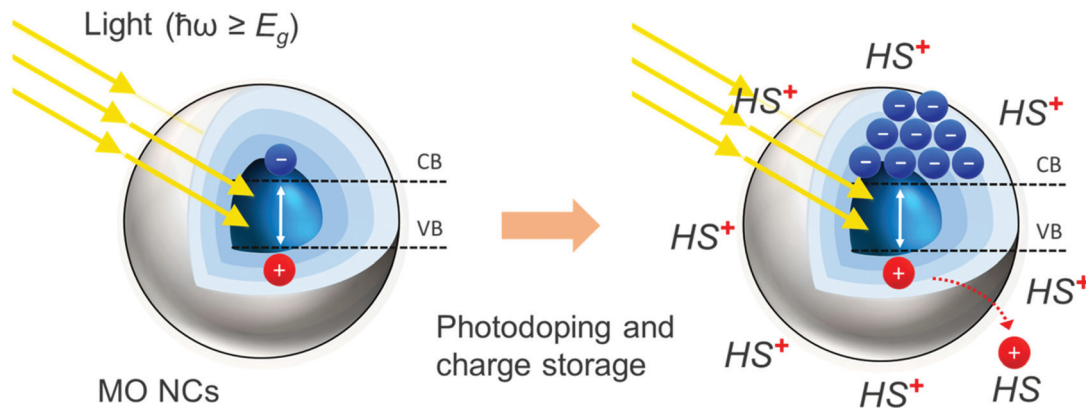 Light (ħω ≥ E_g)
−
CB
VB
+
MO NCs
Photodoping and
charge storage
HS+
HS+
HS+
− −
− − −
− − − −
CB
VB
HS+
+
HS+
+
HS+
HS+
HS